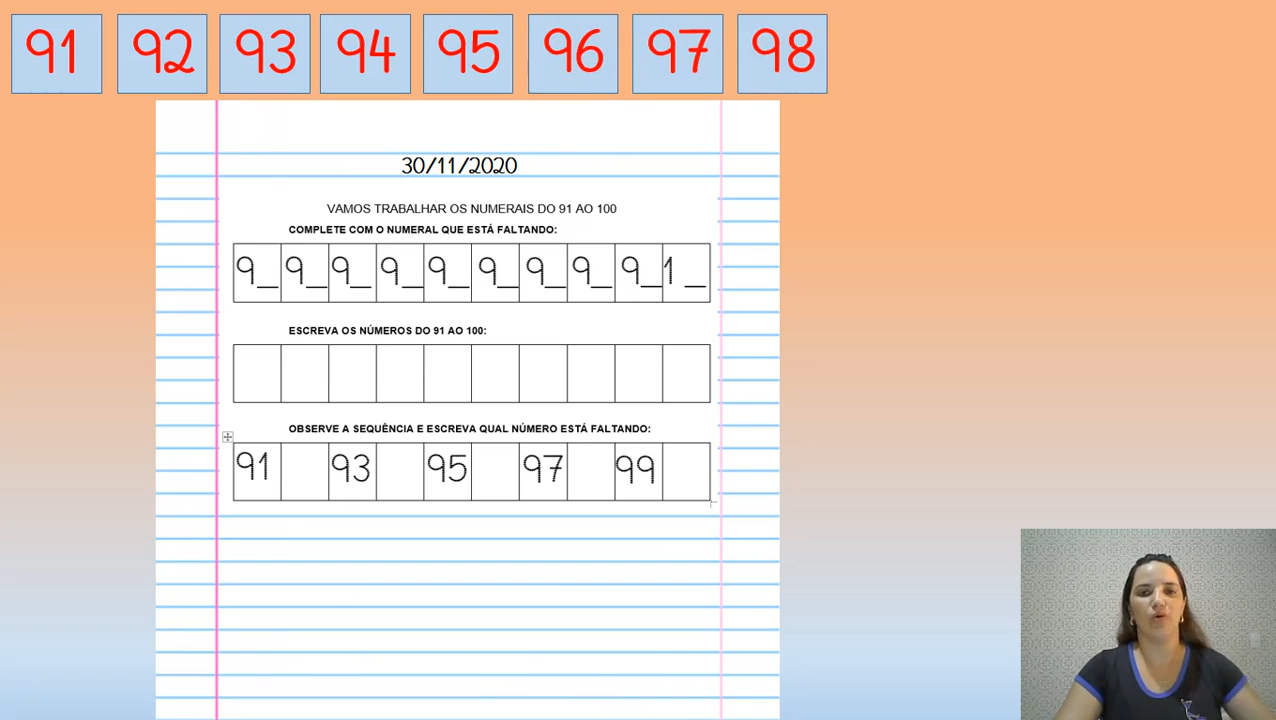 91 92 93 94 95 96 97 98
30/11/2020
VAMOS TRABALHAR OS NUMERAIS DO 91 AO 100
COMPLETE COM O NUMERAL QUE ESTÁ FALTANDO:
9_ 9_ 9_ 9_ 9_ 9_ 9_ 9_ 9_ 1 _
ESCREVA OS NÚMEROS DO 91 AO 100:
OBSERVE A SEQUÊNCIA E ESCREVA QUAL NÚMERO ESTÁ FALTANDO:
91 93 95 97 99